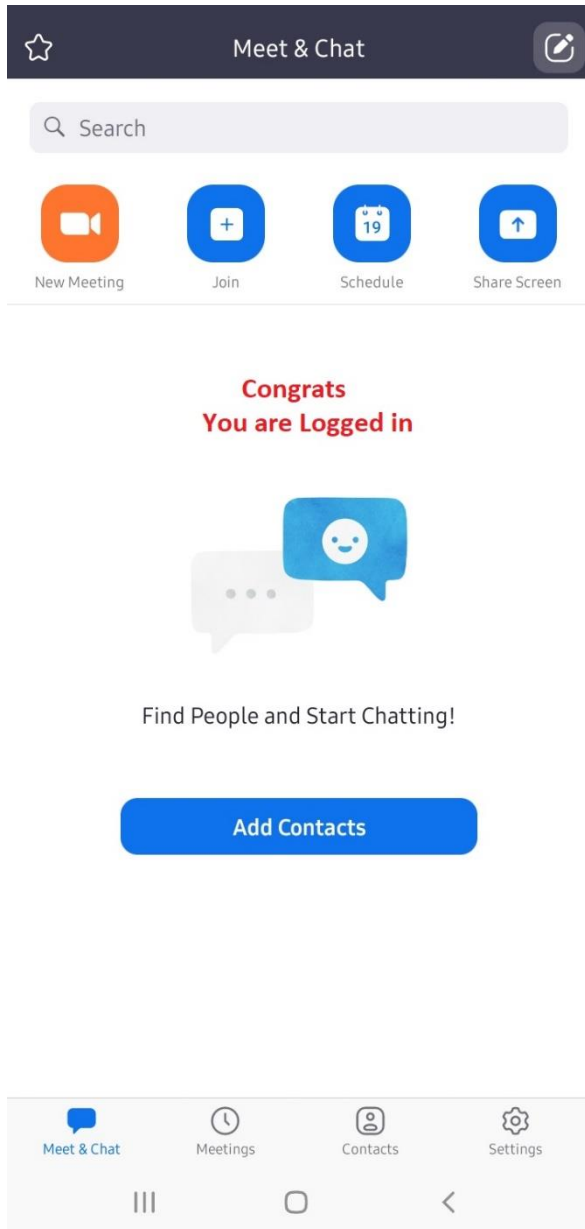 Meet & Chat
Search
New Meeting
Join
19
Schedule
Share Screen
Congrats
You are Logged in
Find People and Start Chatting!
Add Contacts
Meet & Chat
Meetings
Contacts
Settings